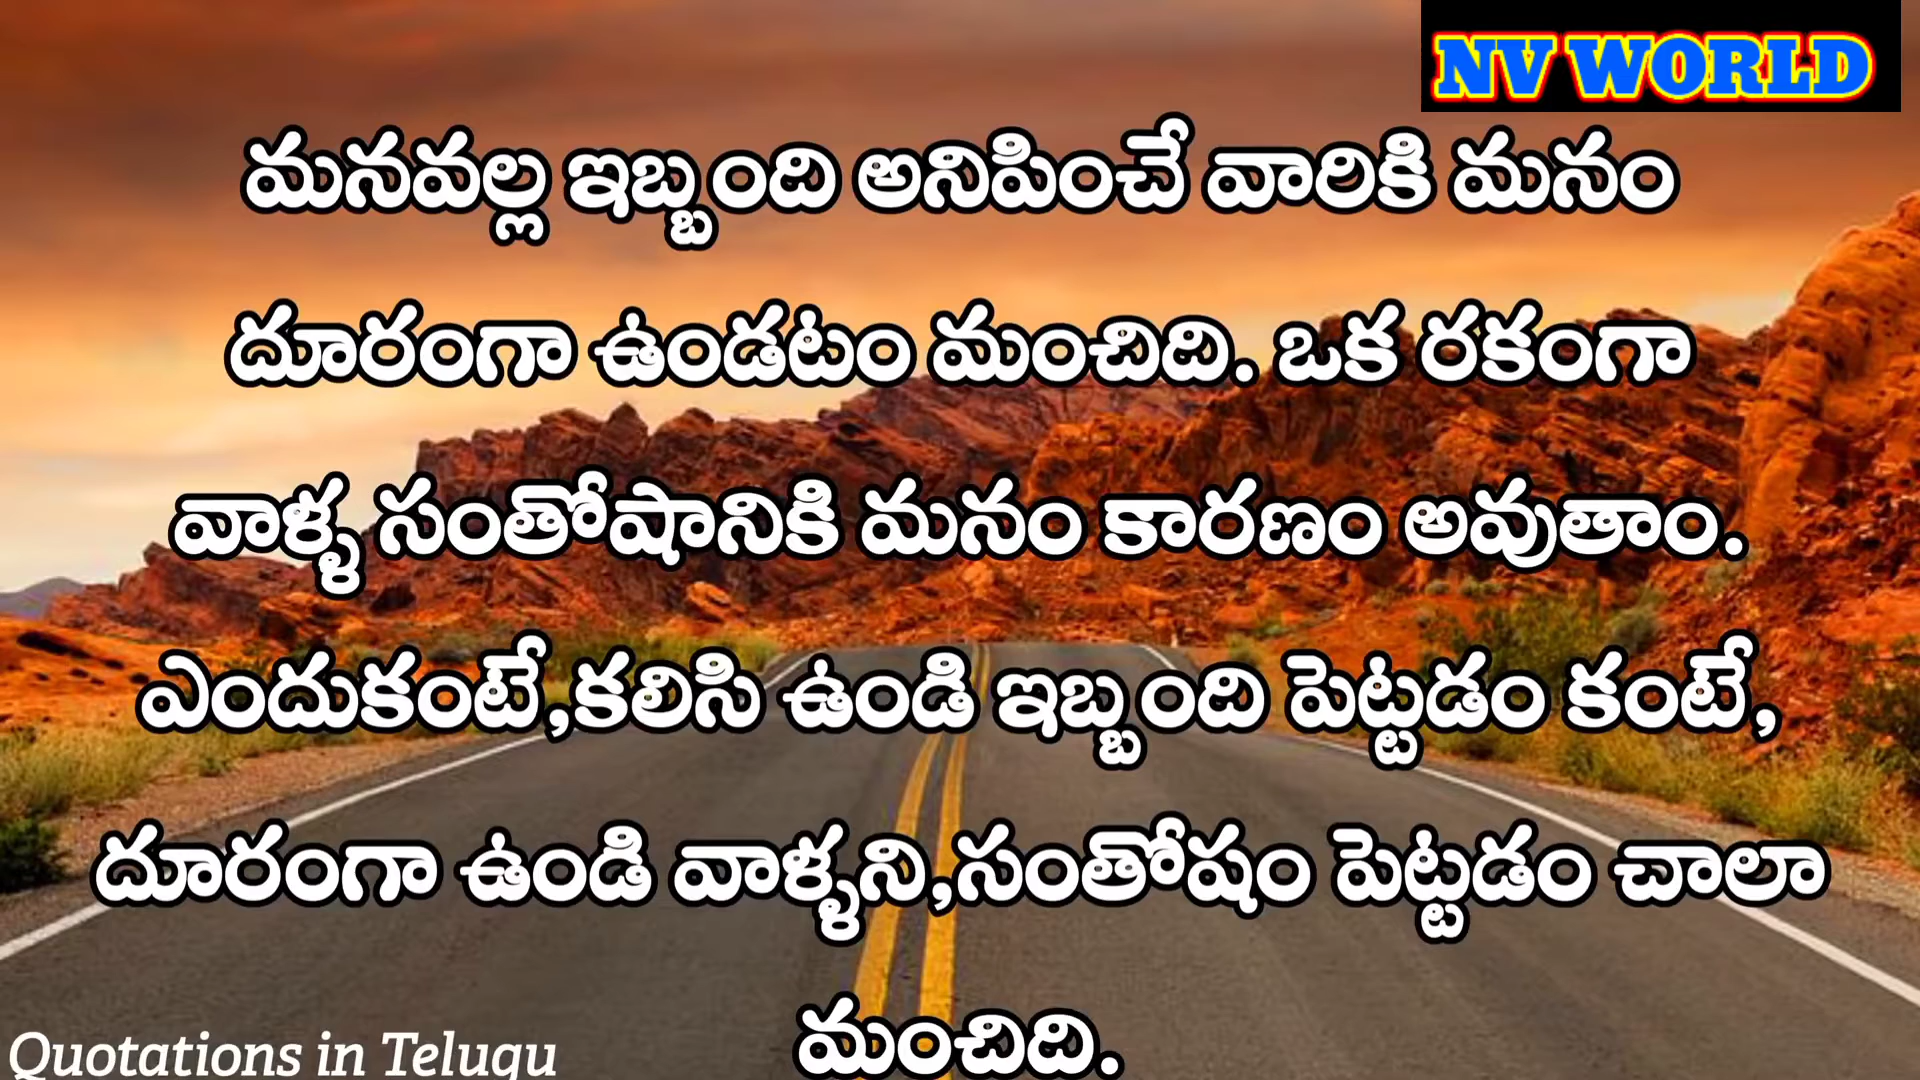 NV WORLD
మనవల్ల ఇబ్బంది అనిపించే వారికి మనం
దూరంగా ఉండటం మంచిది. ఒక రకంగా
వాళ్ళ సంతోషానికి మనం కారణం అవుతాం.
ఎందుకంటే,కలిసి ఉండి ఇబ్బంది పెట్టడం కంటే,
దూరంగా ఉండి వాళ్ళని,సంతోషం పెట్టడం చాలా
మంచిది.
Quotations in Telugu